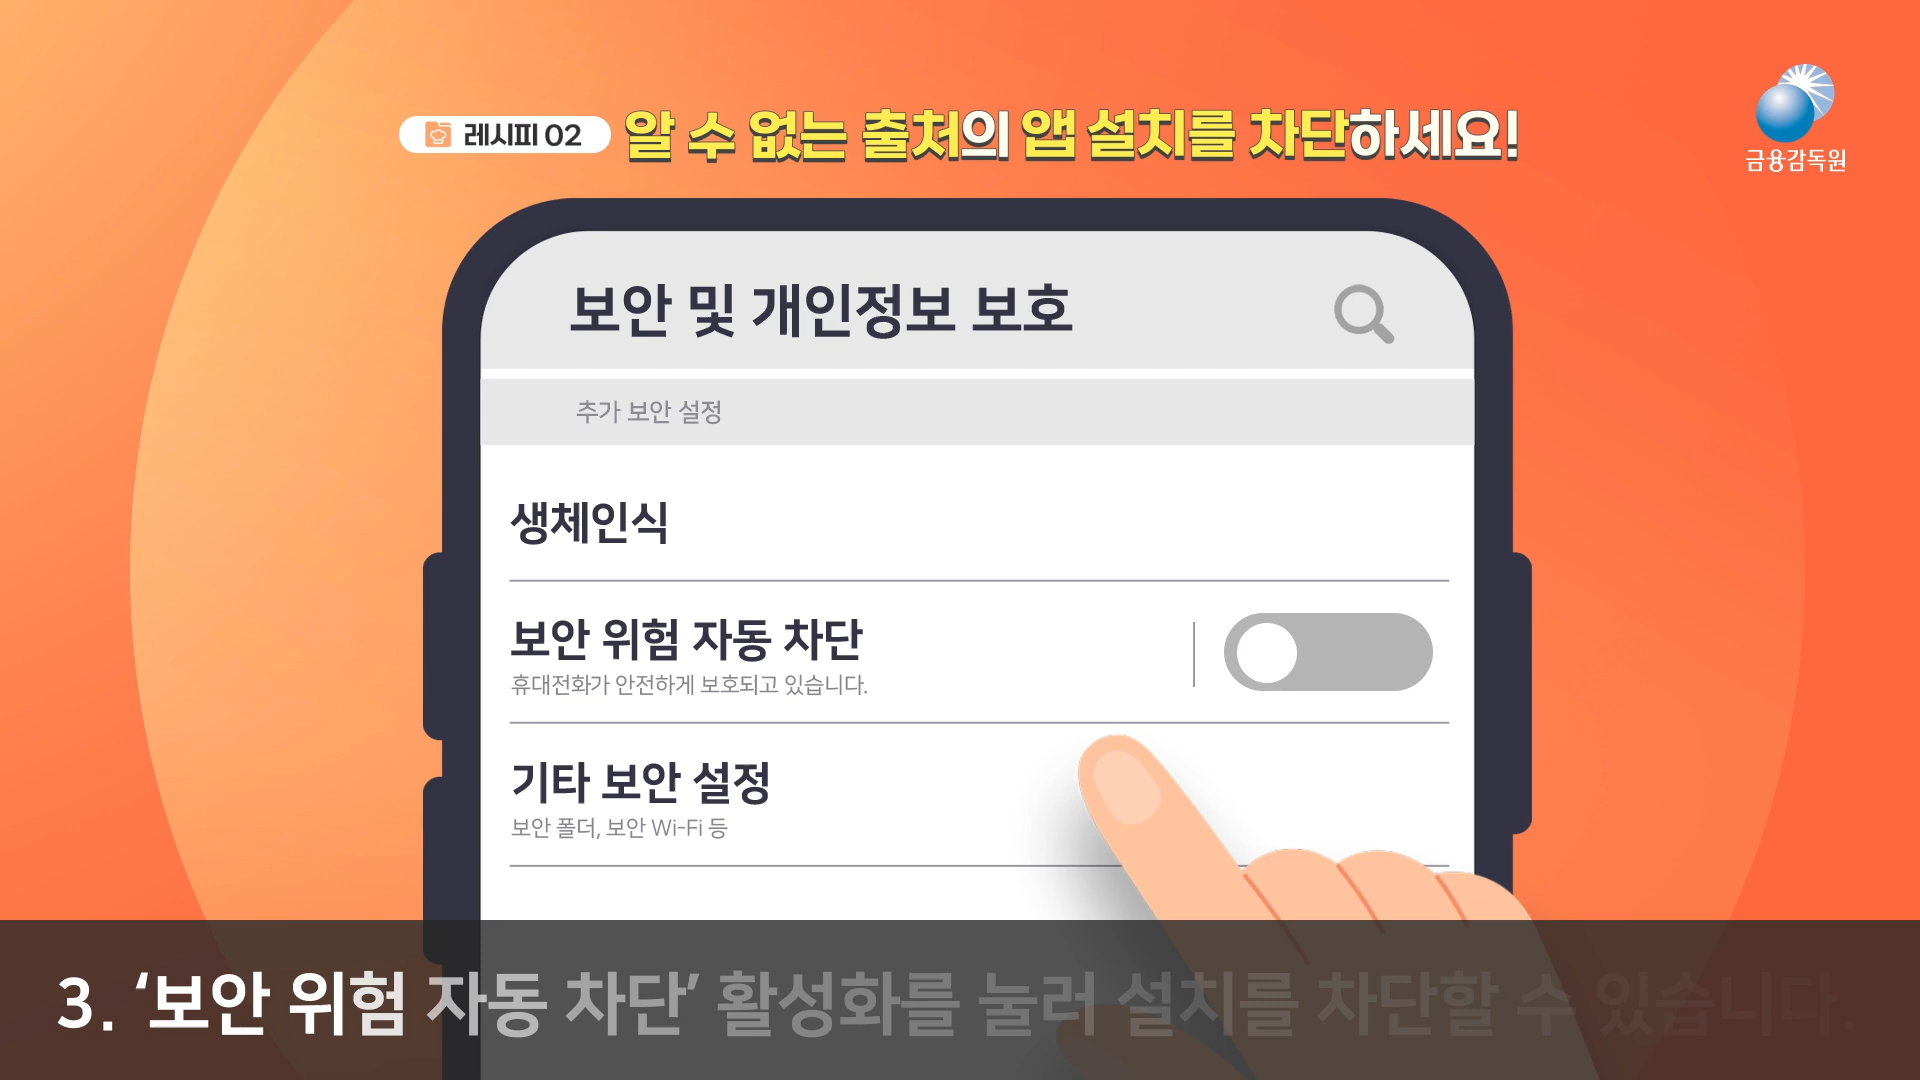 레시피 02 알 수 없는 출처의 앱 설치를 차단하세요!
금융감독원
보안 및 개인정보 보호
추가 보안 설정
생체인식
보안 위험 자동 차단
휴대전화가 안전하게 보호되고 있습니다.
기타 보안 설정
보안 폴더, 보안 Wi-Fi 등
3. ‘보안 위험 자동 차단’ 활성화를 눌러 설치를 차단할 수 있습니다.